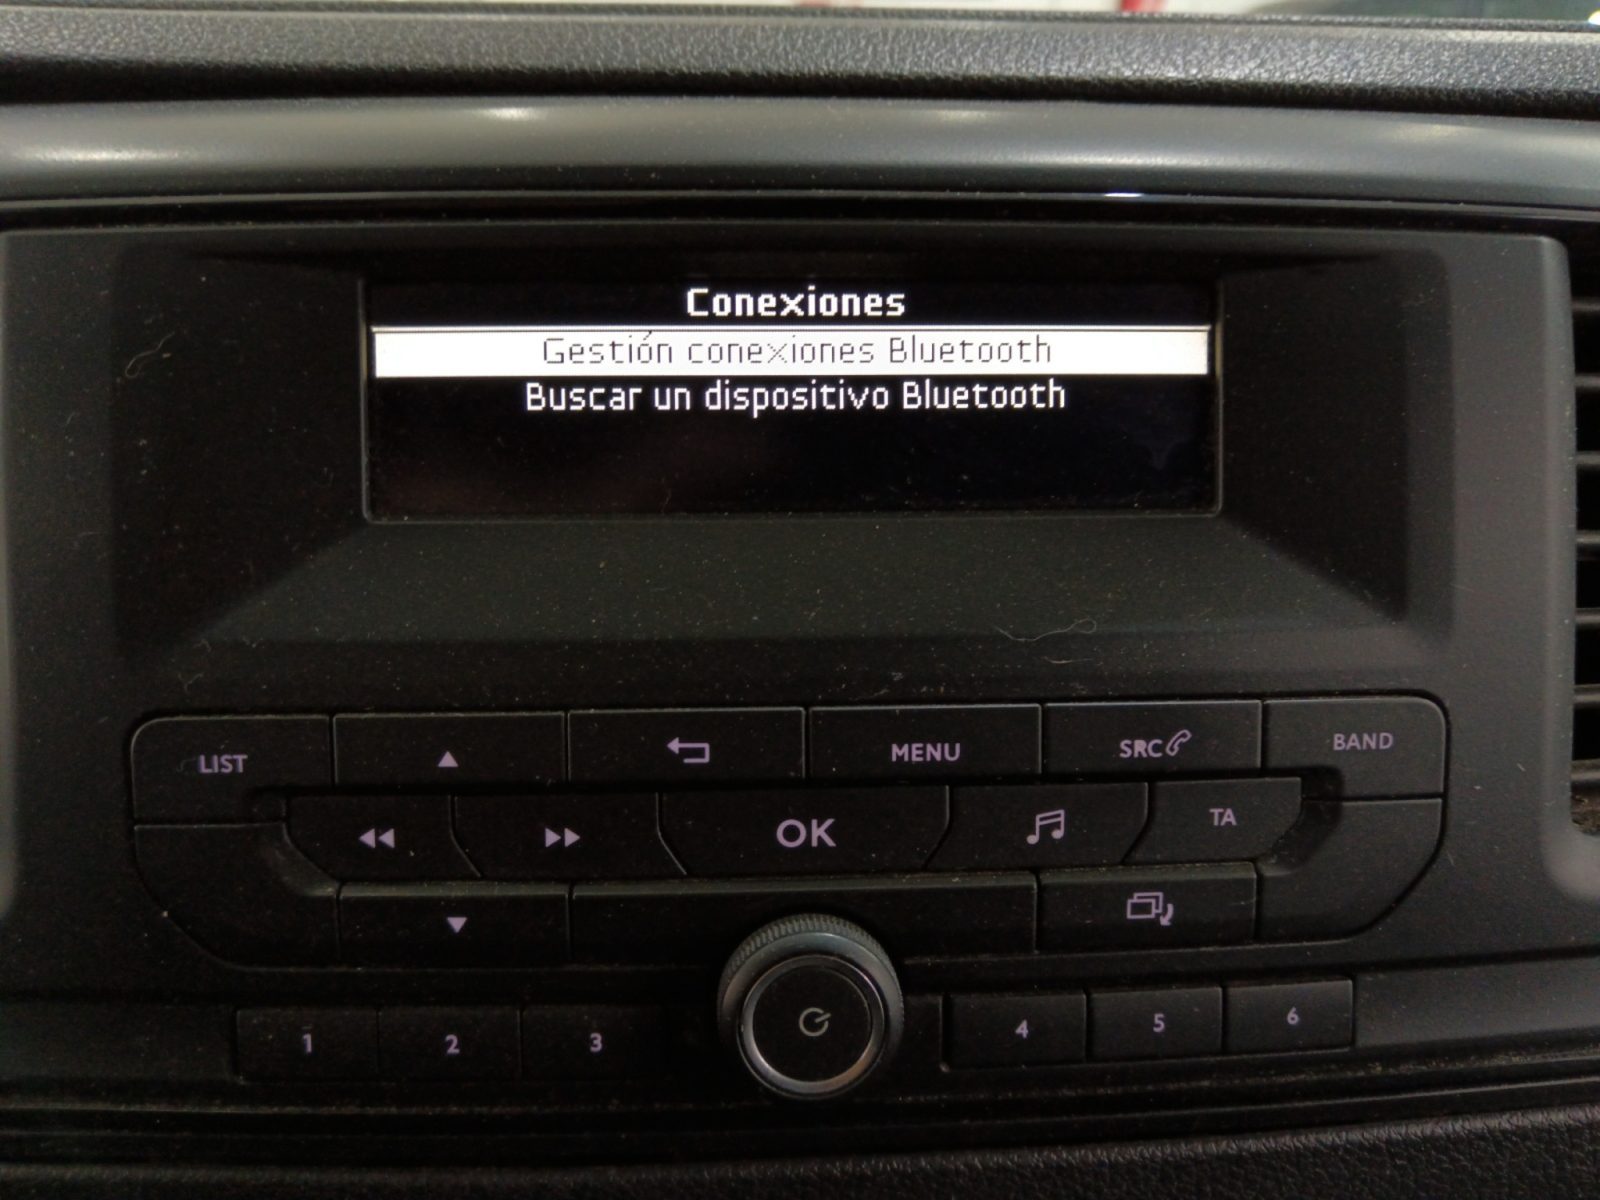 Conexiones
Gestión conexiones Bluetooth
Buscar un dispositivo Bluetooth
LIST
MENU
SRC
BAND
OK
TA
1
2
3
4
5
6